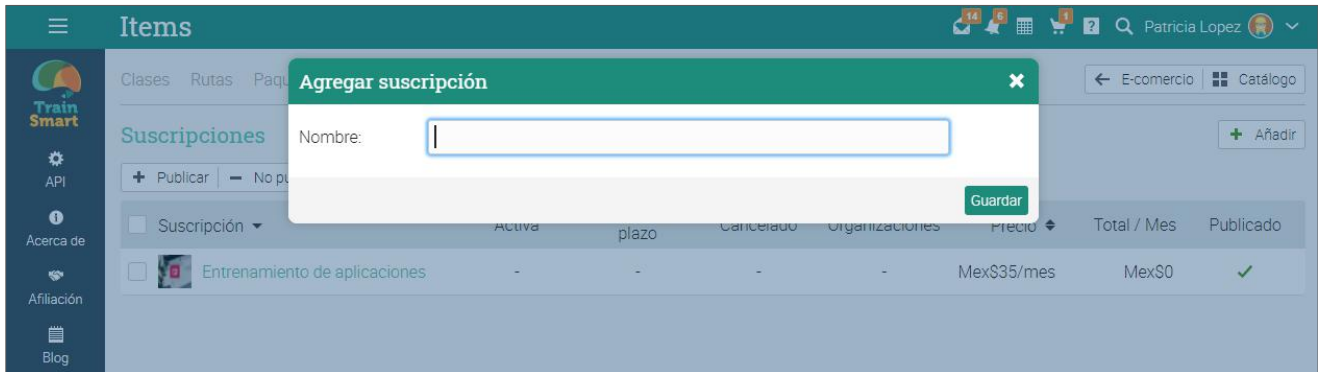 Items
14
6
1
?
Patricia Lopez
Train
Smart
API
Acerca de
Afiliación
Blog
Clases Rutas
← E-comercio Catálogo
Agregar suscripción
Nombre:
Guardar
Suscripciones
+ Añadir
+ Publicar — No
Suscripción Activa plazo Cancelado Organizaciones Precio Total / Mes Publicado
Entrenamiento de aplicaciones - - - - Mex$35/mes Mex$0